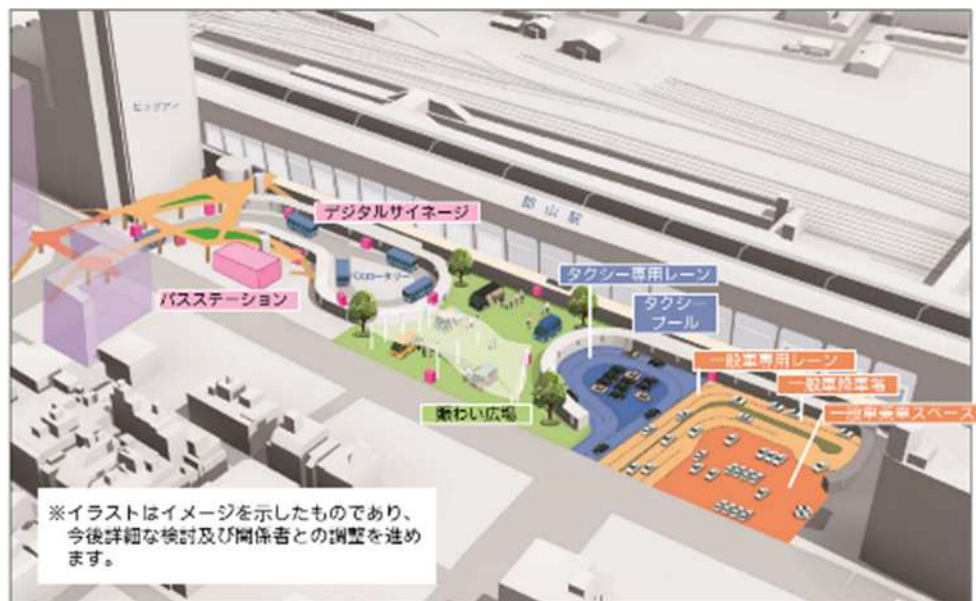 ビッグアイ
郡山駅
デジタルサイネージ
バスロータリー
バスステーション
タクシー専用レーン
タクシー
プール
一般車専用レーン
一般車降車場
一般車乗車スペース
賑わい広場
※イラストはイメージを示したものであり、
今後詳細な検討及び関係者との調整を進め
ます。